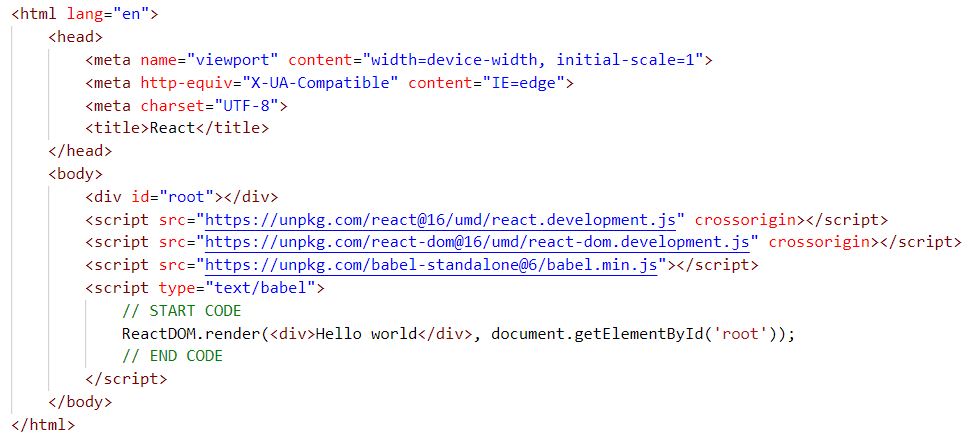 <html lang="en">
    <head>
        <meta name="viewport" content="width=device-width, initial-scale=1">
        <meta http-equiv="X-UA-Compatible" content="IE=edge">
        <meta charset="UTF-8">
        <title>React</title>
    </head>
    <body>
        <div id="root"></div>
        <script src="https://unpkg.com/react@16/umd/react.development.js" crossorigin></script>
        <script src="https://unpkg.com/react-dom@16/umd/react-dom.development.js" crossorigin></script>
        <script src="https://unpkg.com/babel-standalone@6/babel.min.js"></script>
        <script type="text/babel">
            // START CODE
            ReactDOM.render(<div>Hello world</div>, document.getElementById('root'));
            // END CODE
        </script>
    </body>
</html>